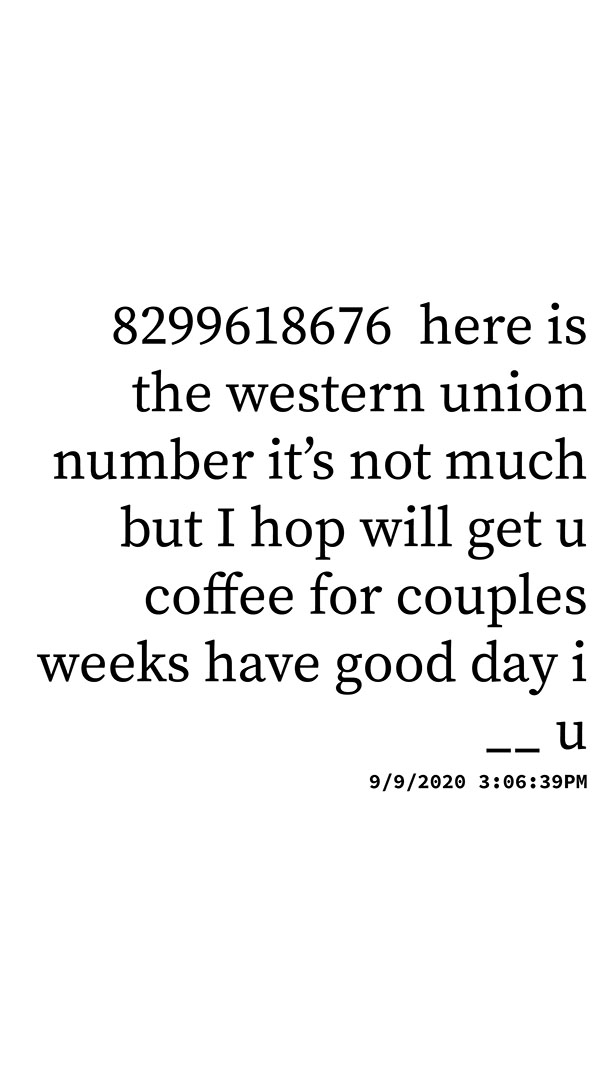 8299618676  here is
the western union
number it’s not much
but I hop will get u
coffee for couples
weeks have good day i
__ u
9/9/2020 3:06:39PM